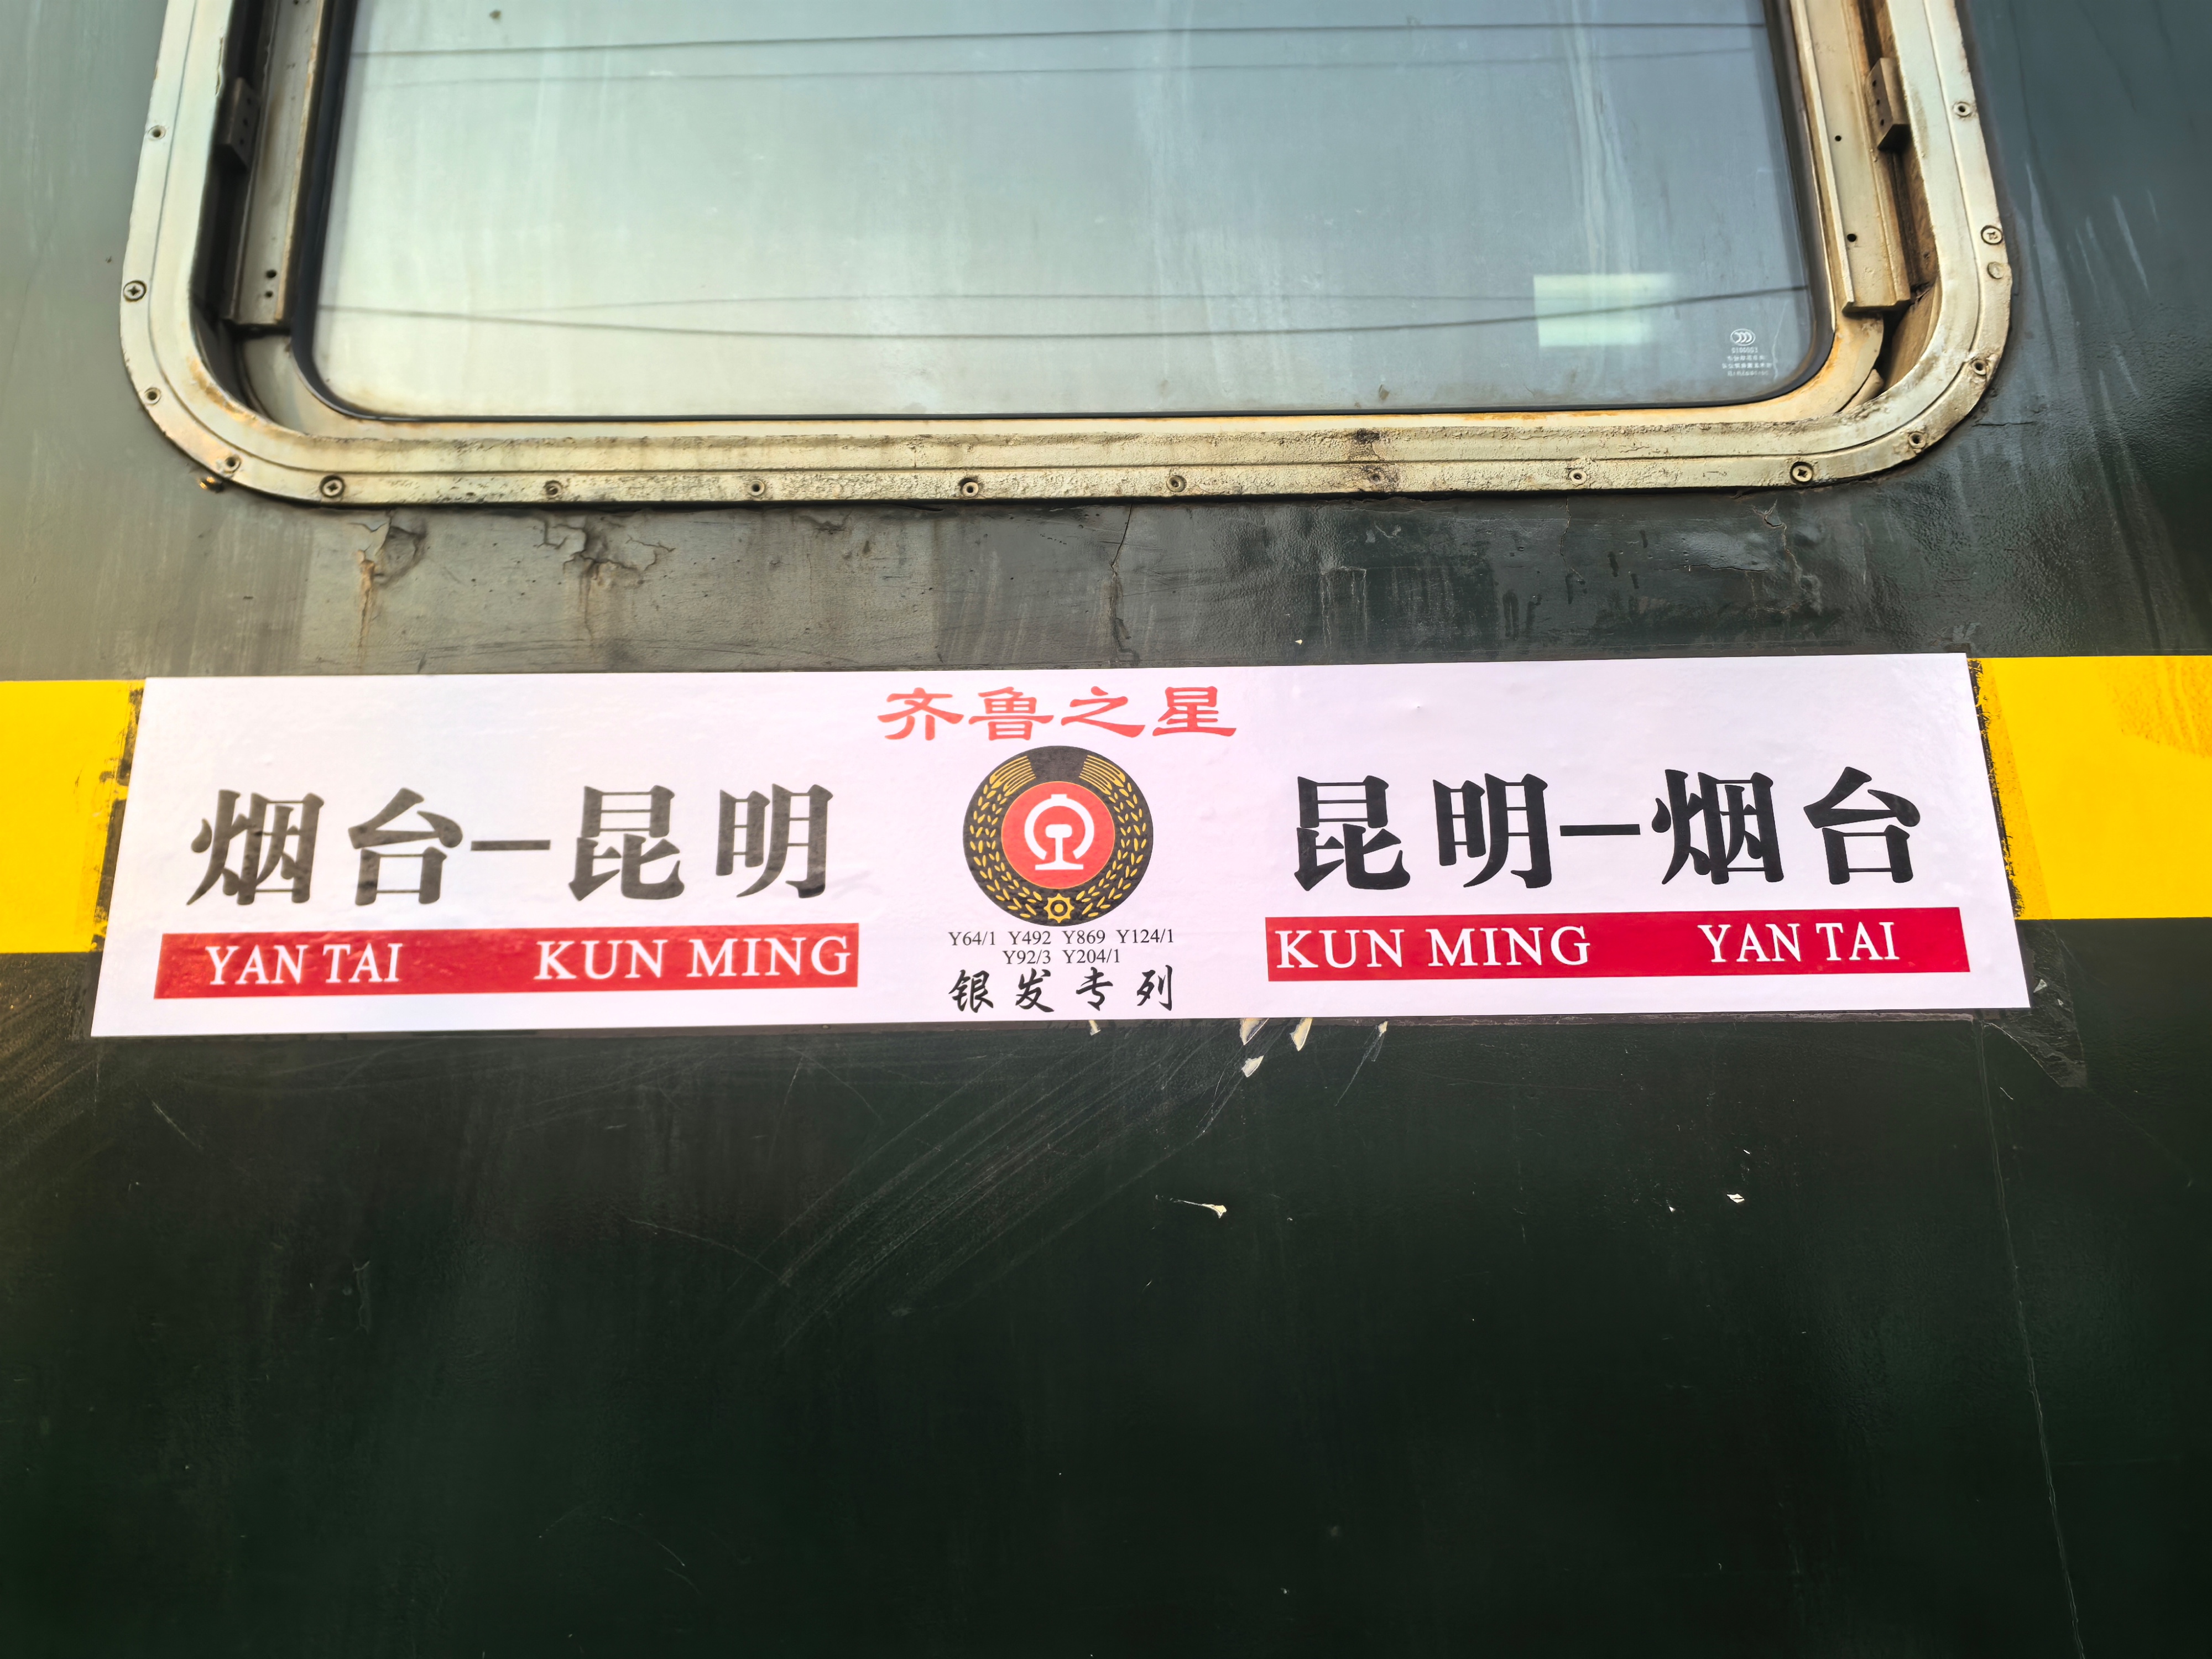 齐鲁之星
烟台—昆明
YAN TAI KUN MING
Y64/1 Y492 Y869 Y124/1
Y92/3 Y204/1
银发专列
昆明—烟台
KUN MING YAN TAI